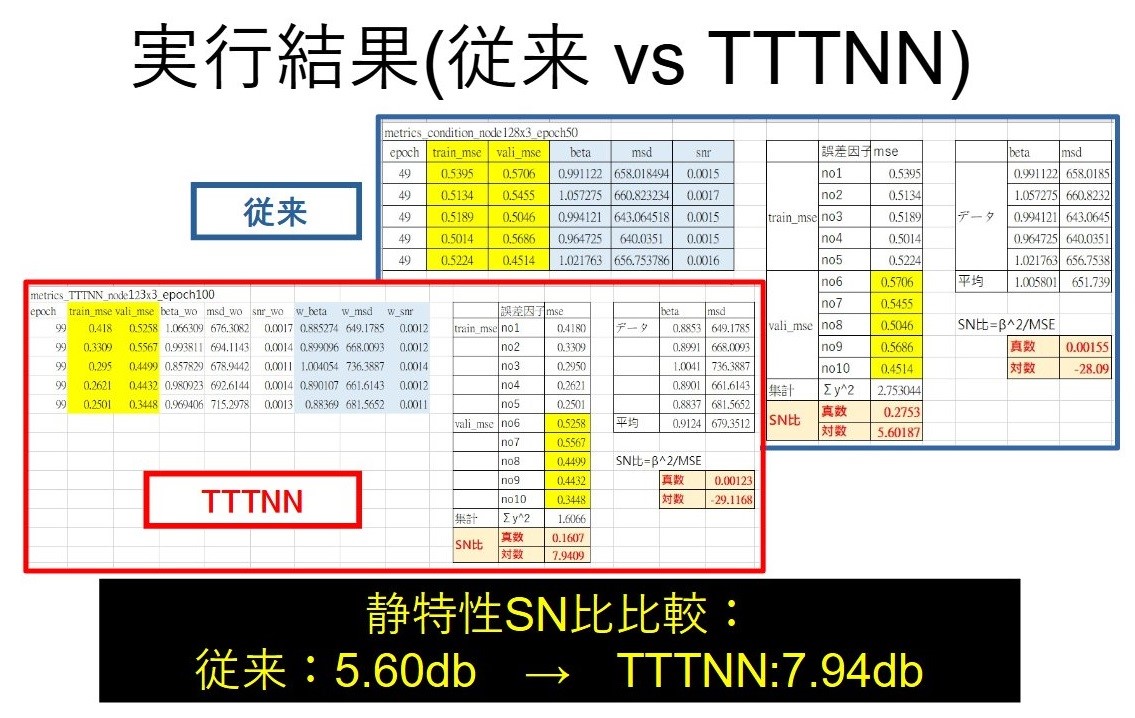 実行結果(従来 vs TTTNN)
従来
metrics_condition_node128x3_epoch50
epoch train_mse vali_mse beta msd snr
49 0.5395 0.5706 0.991122 658.018494 0.0015
49 0.5134 0.5455 1.057275 660.823234 0.0017
49 0.5189 0.5046 0.994121 643.064518 0.0015
49 0.5014 0.5686 0.964725 640.0351 0.0015
49 0.5224 0.4514 1.021763 656.753786 0.0016
誤差因子 mse
train_mse
no1 0.5395
no2 0.5134
no3 0.5189
no4 0.5014
no5 0.5224
vali_mse
no6 0.5706
no7 0.5455
no8 0.5046
no9 0.5686
no10 0.4514
集計 Σy^2 2.753044
SN比
真数 0.2753
対数 5.60187
beta msd
データ
0.991122 658.0185
1.057275 660.8232
0.994121 643.0645
0.964725 640.0351
1.021763 656.7538
平均 1.005801 651.739
SN比=β^2/MSE
真数 0.00155
対数 -28.09
metrics_TTTNN_node123x3_epoch100
epoch train_mse vali_mse beta_wo msd_wo snr_wo w_beta w_msd w_snr
99 0.418 0.5258 1.066309 676.3082 0.0017 0.885274 649.1785 0.0012
99 0.3309 0.5567 0.993811 694.1143 0.0014 0.899096 668.0093 0.0012
99 0.295 0.4499 0.857829 678.9442 0.0011 1.004054 736.3887 0.0014
99 0.2621 0.4432 0.980923 692.6144 0.0014 0.890107 661.6143 0.0012
99 0.2501 0.3448 0.969406 715.2978 0.0013 0.88369 681.5652 0.0011
誤差因子 mse
train_mse no1 0.4180
no2 0.3309
no3 0.2950
no4 0.2621
no5 0.2501
vali_mse no6 0.5258
no7 0.5567
no8 0.4499
no9 0.4432
no10 0.3448
集計 Σy^2 1.6066
SN比
真数 0.1607
対数 7.9409
beta msd
データ 0.8853 649.1785
0.8991 668.0093
1.0041 736.3887
0.8901 661.6143
0.8837 681.5652
平均 0.9124 679.3512
SN比=β^2/MSE
真数 0.00123
対数 -29.1168
TTTNN
静特性SN比比較：
従来：5.60db → TTTNN:7.94db